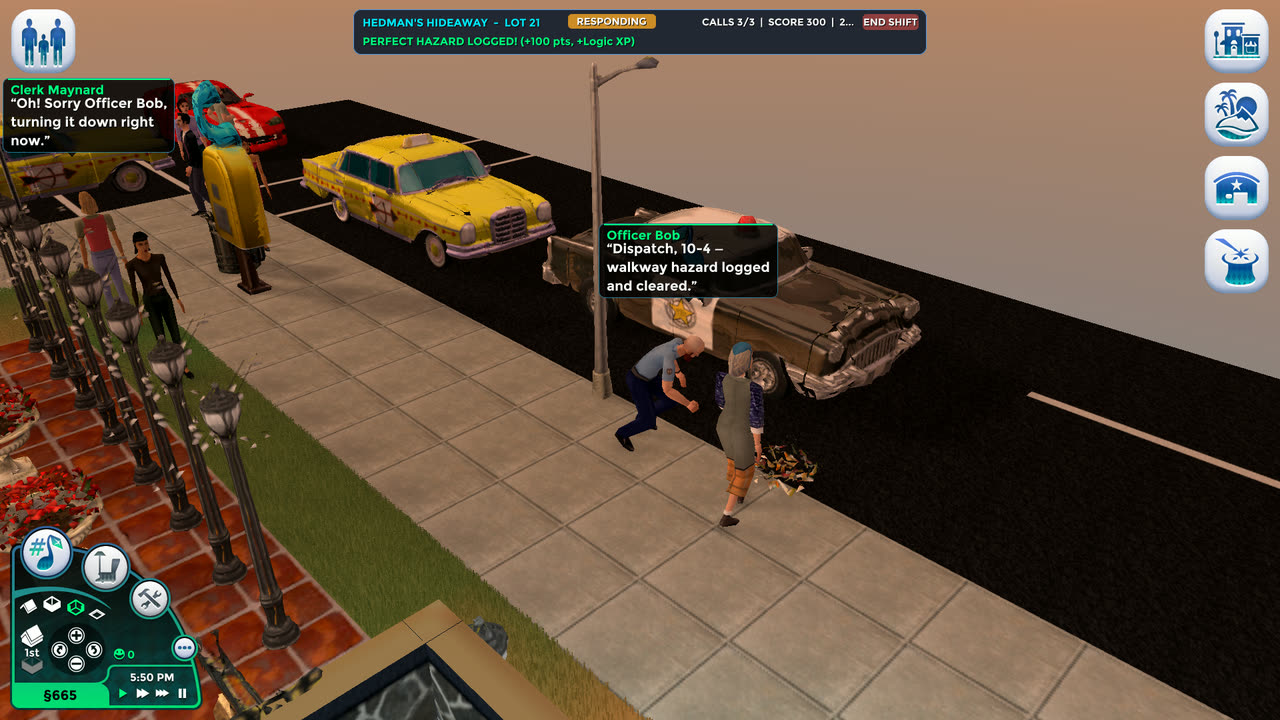 HEDMAN'S HIDEAWAY - LOT 21
RESPONDING
CALLS 3/3 | SCORE 300 | 2...
END SHIFT
PERFECT HAZARD LOGGED! (+100 pts, +Logic XP)
Clerk Maynard
“Oh! Sorry Officer Bob,
turning it down right
now.”
Officer Bob
“Dispatch, 10-4 —
walkway hazard logged
and cleared.”
1st
0
5:50 PM
§665